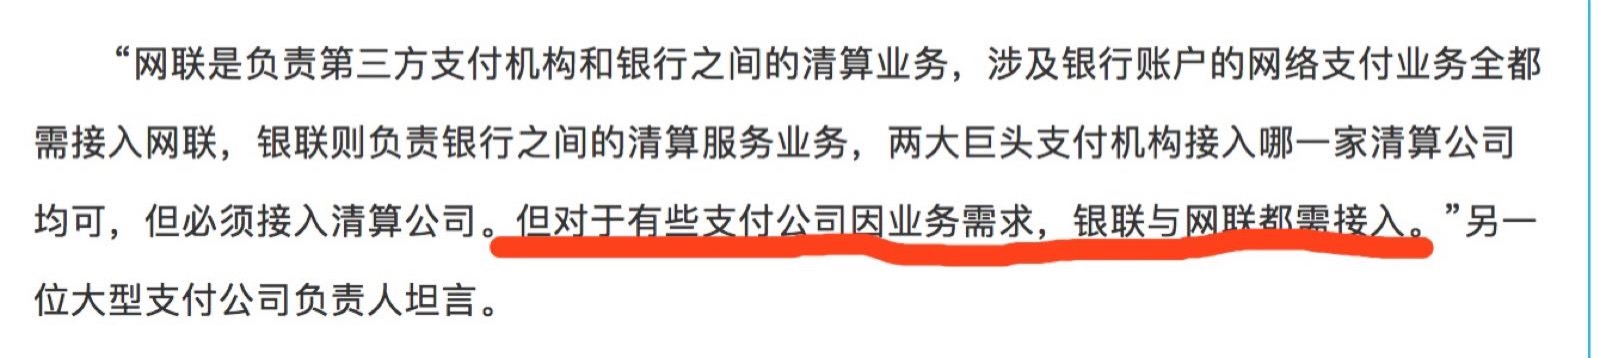 “网联是负责第三方支付机构和银行之间的清算业务，涉及银行账户的网络支付业务全都
需接入网联，银联则负责银行之间的清算服务业务，两大巨头支付机构接入哪一家清算公司
均可，但必须接入清算公司。但对于有些支付公司因业务需求，银联与网联都需接入。”另一
位大型支付公司负责人坦言。